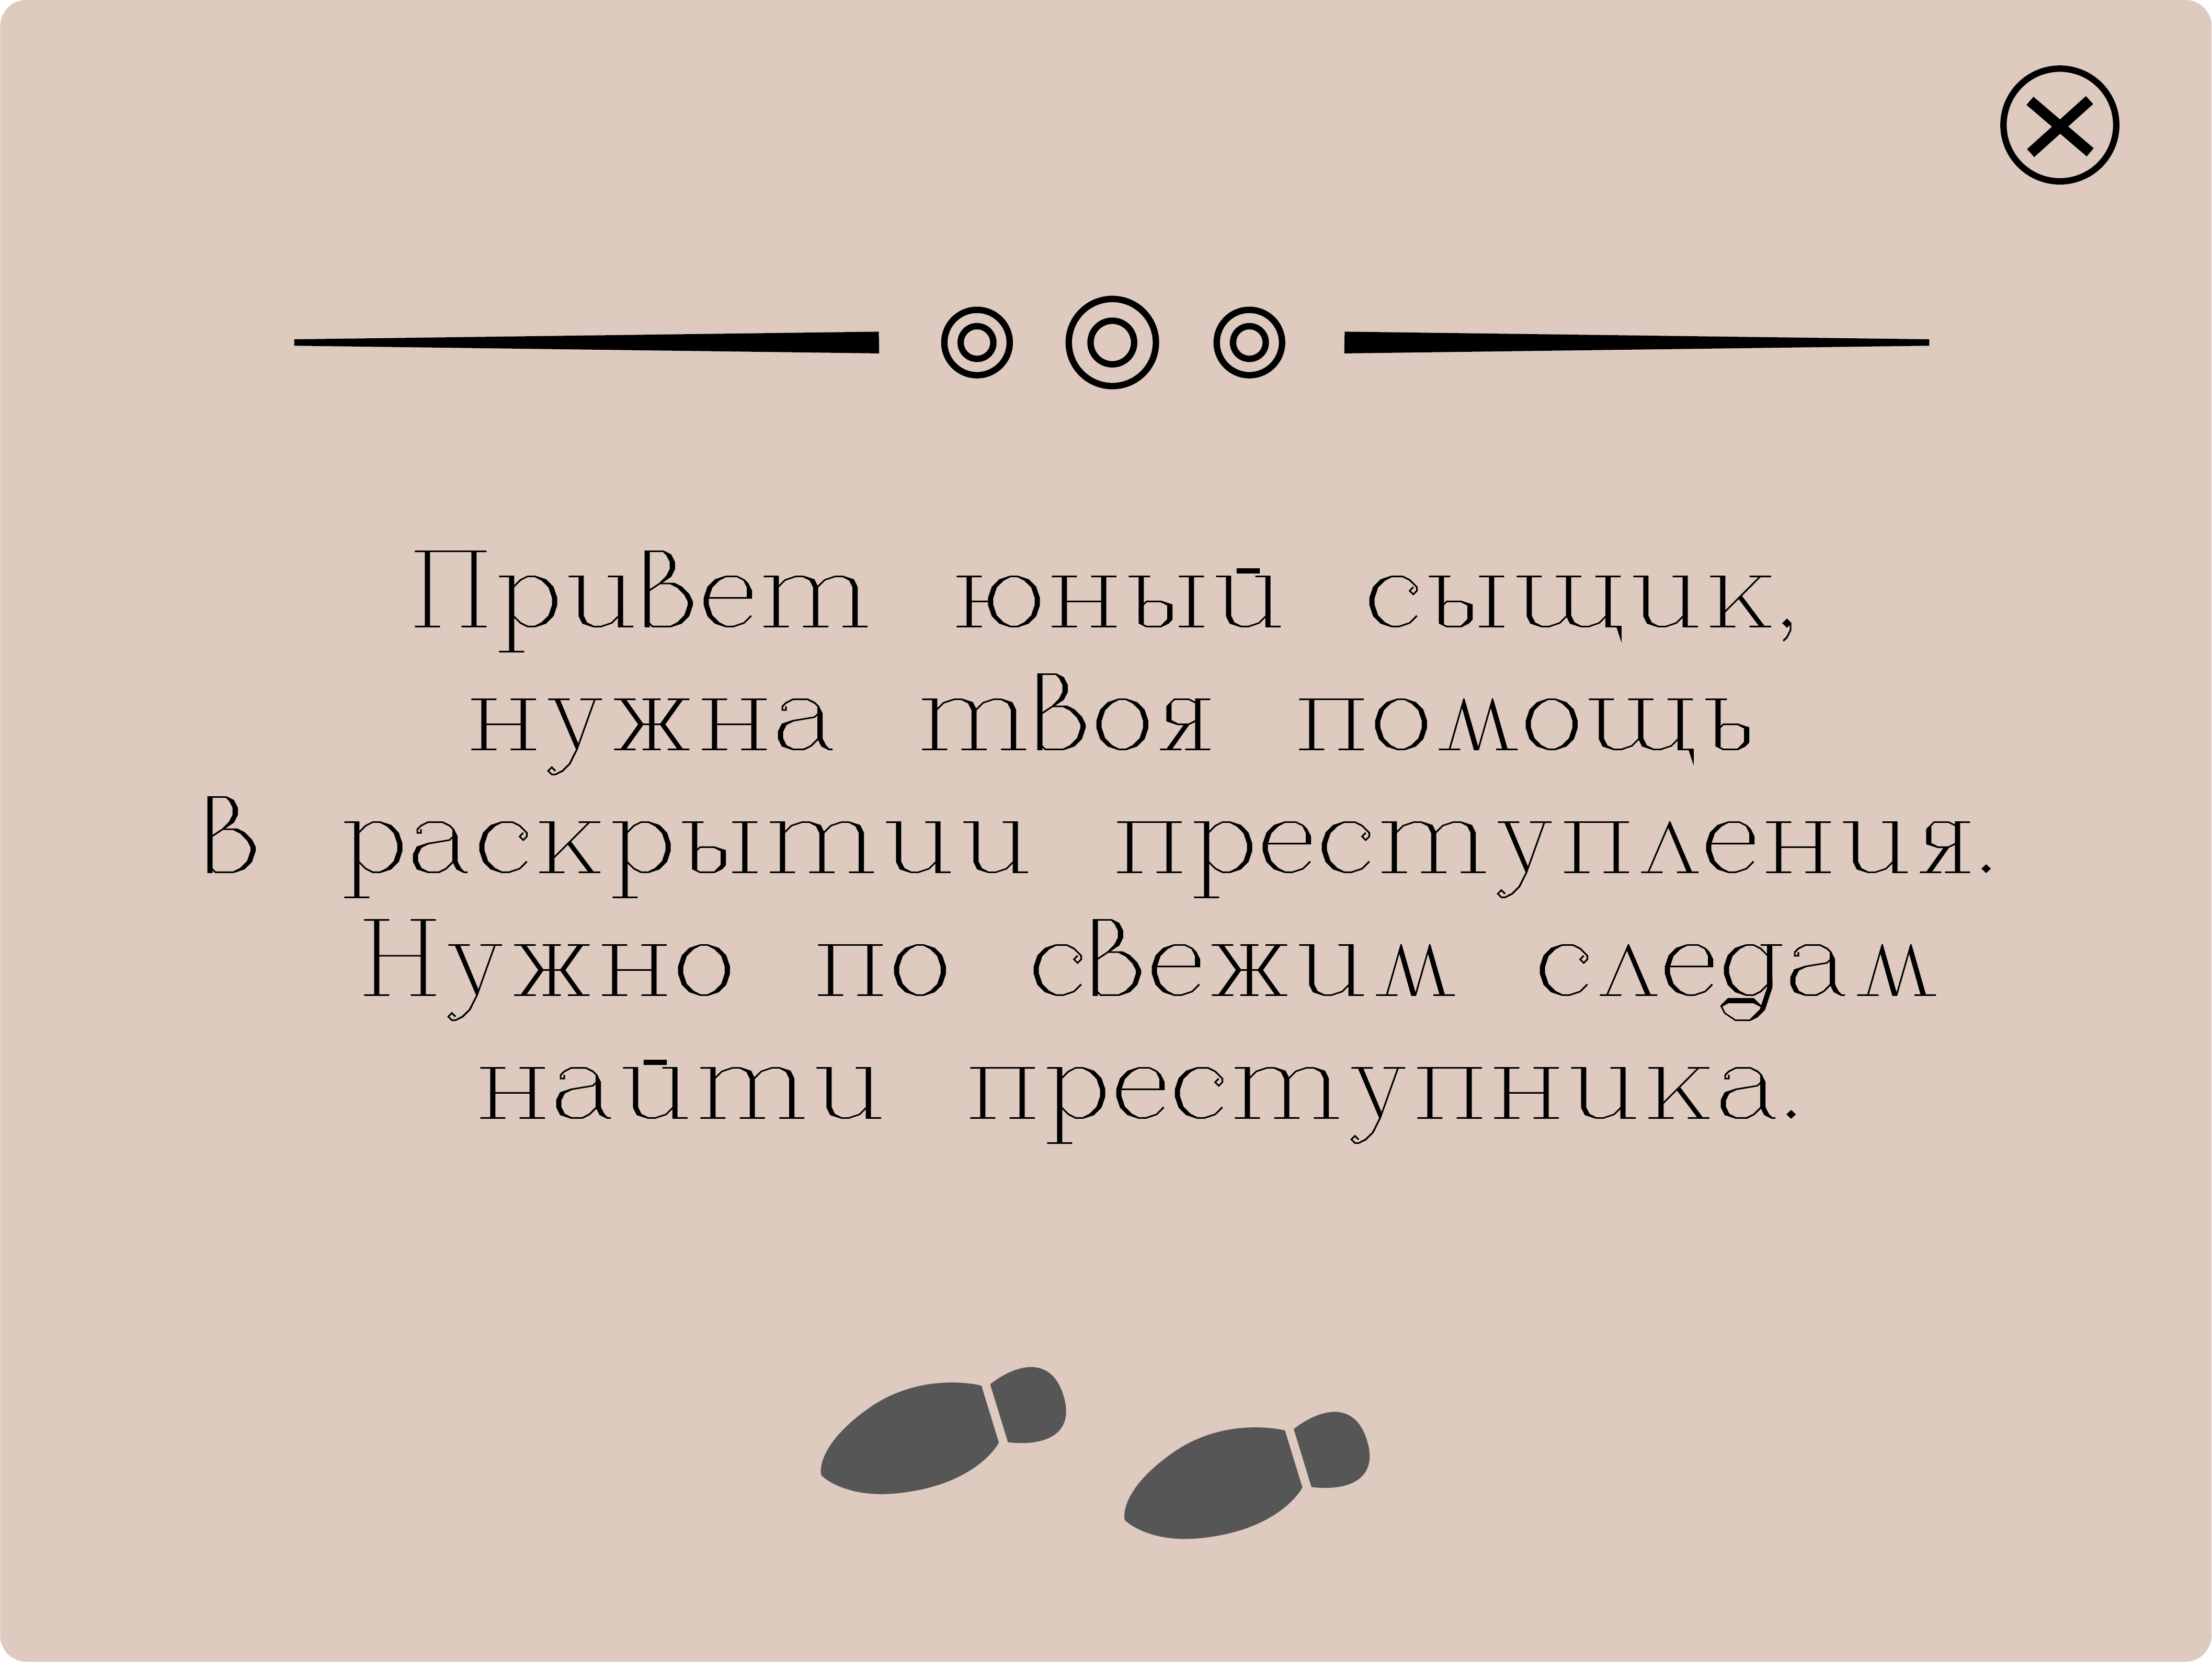 Привет юный сыщик,
нужна твоя помощь
в раскрытии преступления.
Нужно по свежим следам
найти преступника.